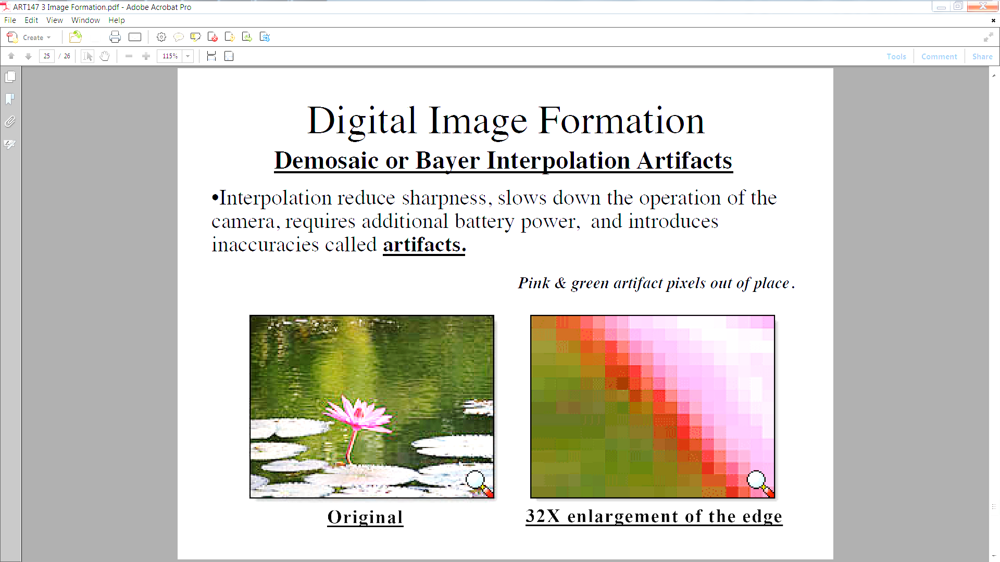 ART147 3 Image Formation.pdf - Adobe Acrobat Pro
File Edit View Window Help
Create
25 / 26 115% Tools Comment Share
Digital Image Formation
Demosaic or Bayer Interpolation Artifacts
•Interpolation reduce sharpness, slows down the operation of the
camera, requires additional battery power, and introduces
inaccuracies called artifacts.
Pink & green artifact pixels out of place.
Original
32X enlargement of the edge